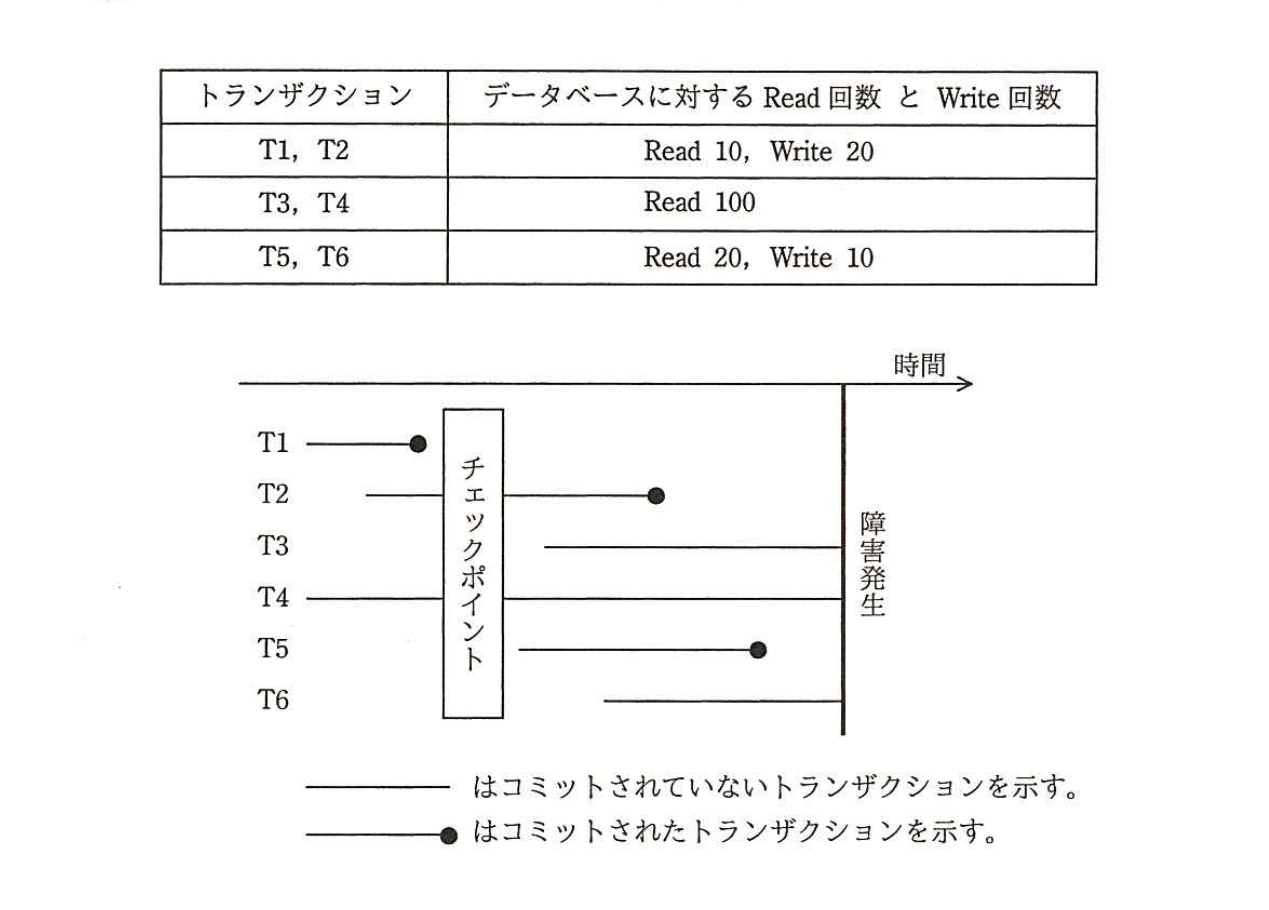 トランザクション データベースに対する Read 回数 と Write 回数
T1, T2 Read 10, Write 20
T3, T4 Read 100
T5, T6 Read 20, Write 10
時間
T1
T2
T3
T4
T5
T6
チェックポイント
障害発生
はコミットされていないトランザクションを示す。
はコミットされたトランザクションを示す。